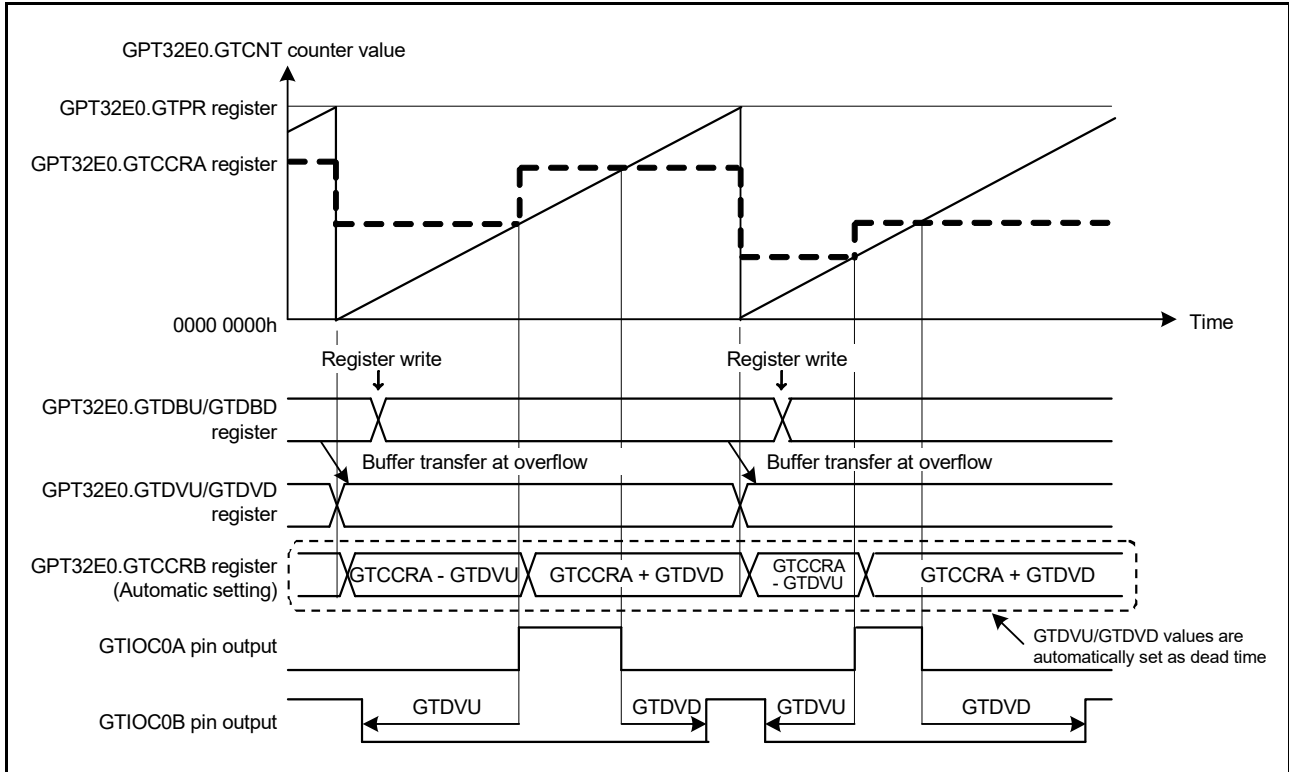 GPT32E0.GTCNT counter value
GPT32E0.GTPR register
GPT32E0.GTCCRA register
0000 0000h
Time
Register write
Register write
GPT32E0.GTDBU/GTDBD
register
Buffer transfer at overflow
Buffer transfer at overflow
GPT32E0.GTDVU/GTDVD
register
GPT32E0.GTCCRB register
(Automatic setting)
GTCCRA - GTDVU
GTCCRA + GTDVD
GTCCRA
- GTDVU
GTCCRA + GTDVD
GTDVU/GTDVD values are
automatically set as dead time
GTIOC0A pin output
GTIOC0B pin output
GTDVU
GTDVD
GTDVU
GTDVD